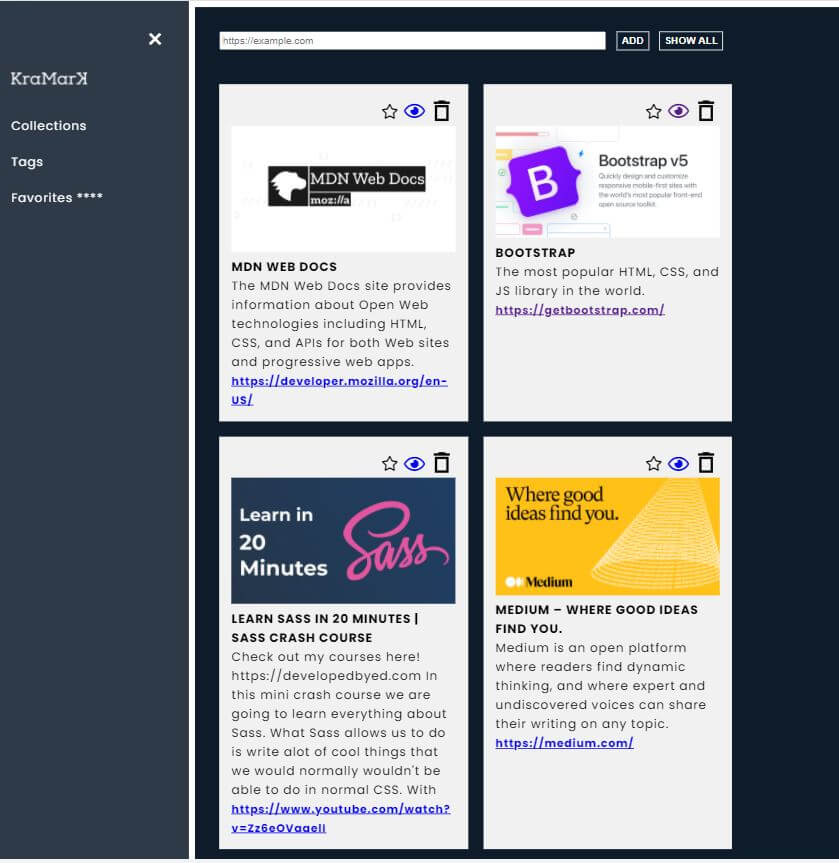 ×
KraMarK
Collections
Tags
Favorites ****
https://example.com
ADD
SHOW ALL
MDN Web Docs
moz://a
MDN WEB DOCS
The MDN Web Docs site provides
information about Open Web
technologies including HTML,
CSS, and APIs for both Web sites
and progressive web apps.
https://developer.mozilla.org/en-
US/
B
Bootstrap v5
Quickly design and customize
responsive mobile-first sites with
the world's most popular front-end
open source toolkit.
BOOTSTRAP
The most popular HTML, CSS, and
JS library in the world.
https://getbootstrap.com/
Learn in
20
Minutes
Sass
LEARN SASS IN 20 MINUTES |
SASS CRASH COURSE
Check out my courses here!
https://developedbyed.com In
this mini crash course we are
going to learn everything about
Sass. What Sass allows us to do
is write alot of cool things that
we would normally wouldn't be
able to do in normal CSS. With
https://www.youtube.com/watch?
Where good
ideas find you.
Medium
MEDIUM – WHERE GOOD IDEAS
FIND YOU.
Medium is an open platform
where readers find dynamic
thinking, and where expert and
undiscovered voices can share
their writing on any topic.
https://medium.com/